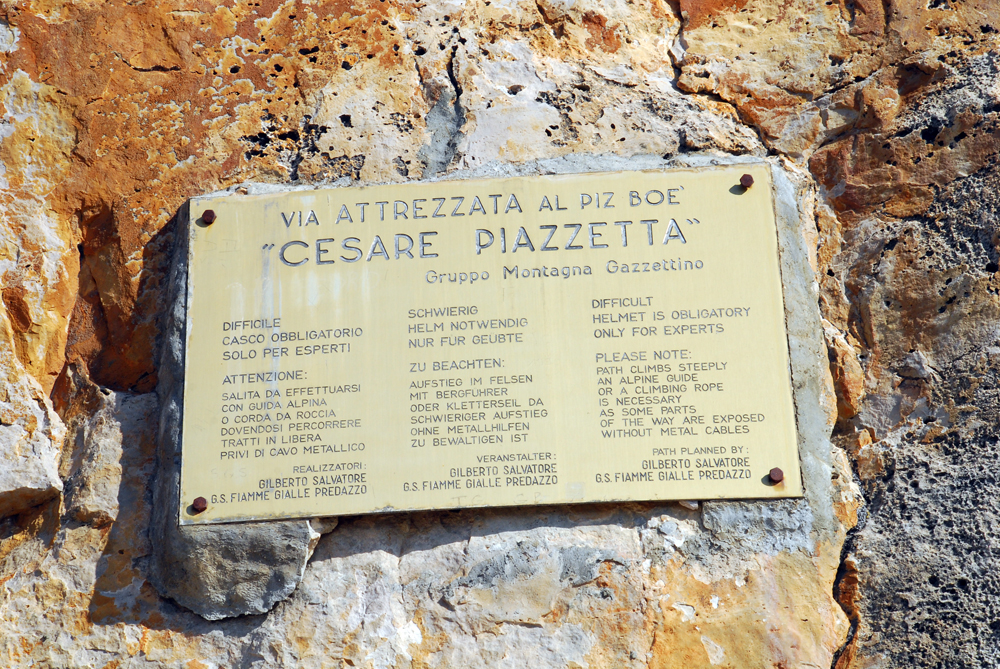 VIA ATTREZZATA AL PIZ BOE'
"CESARE PIAZZETTA"
Gruppo Montagna Gazzettino
DIFFICILE
CASCO OBBLIGATORIO
SOLO PER ESPERTI
ATTENZIONE:
SALITA DA EFFETTUARSI
CON GUIDA ALPINA
O CORDA DA ROCCIA
DOVENDOSI PERCORRERE
TRATTI IN LIBERA
PRIVI DI CAVO METALLICO
REALIZZATORI:
GILBERTO SALVATORE
G.S. FIAMME GIALLE PREDAZZO
SCHWIERIG
HELM NOTWENDIG
NUR FÜR GEÜBTE
ZU BEACHTEN:
AUFSTIEG IM FELSEN
MIT BERGFÜHRER
ODER KLETTERSEIL DA
SCHWIERIGER AUFSTIEG
OHNE METALLHILFEN
ZU BEWÄLTIGEN IST
VERANSTALTER:
GILBERTO SALVATORE
G.S. FIAMME GIALLE PREDAZZO
DIFFICULT
HELMET IS OBLIGATORY
ONLY FOR EXPERTS
PLEASE NOTE:
PATH CLIMBS STEEPLY
AN ALPINE GUIDE
OR A CLIMBING ROPE
IS NECESSARY
AS SOME PARTS
OF THE WAY ARE EXPOSED
WITHOUT METAL CABLES
PATH PLANNED BY:
GILBERTO SALVATORE
G.S. FIAMME GIALLE PREDAZZO